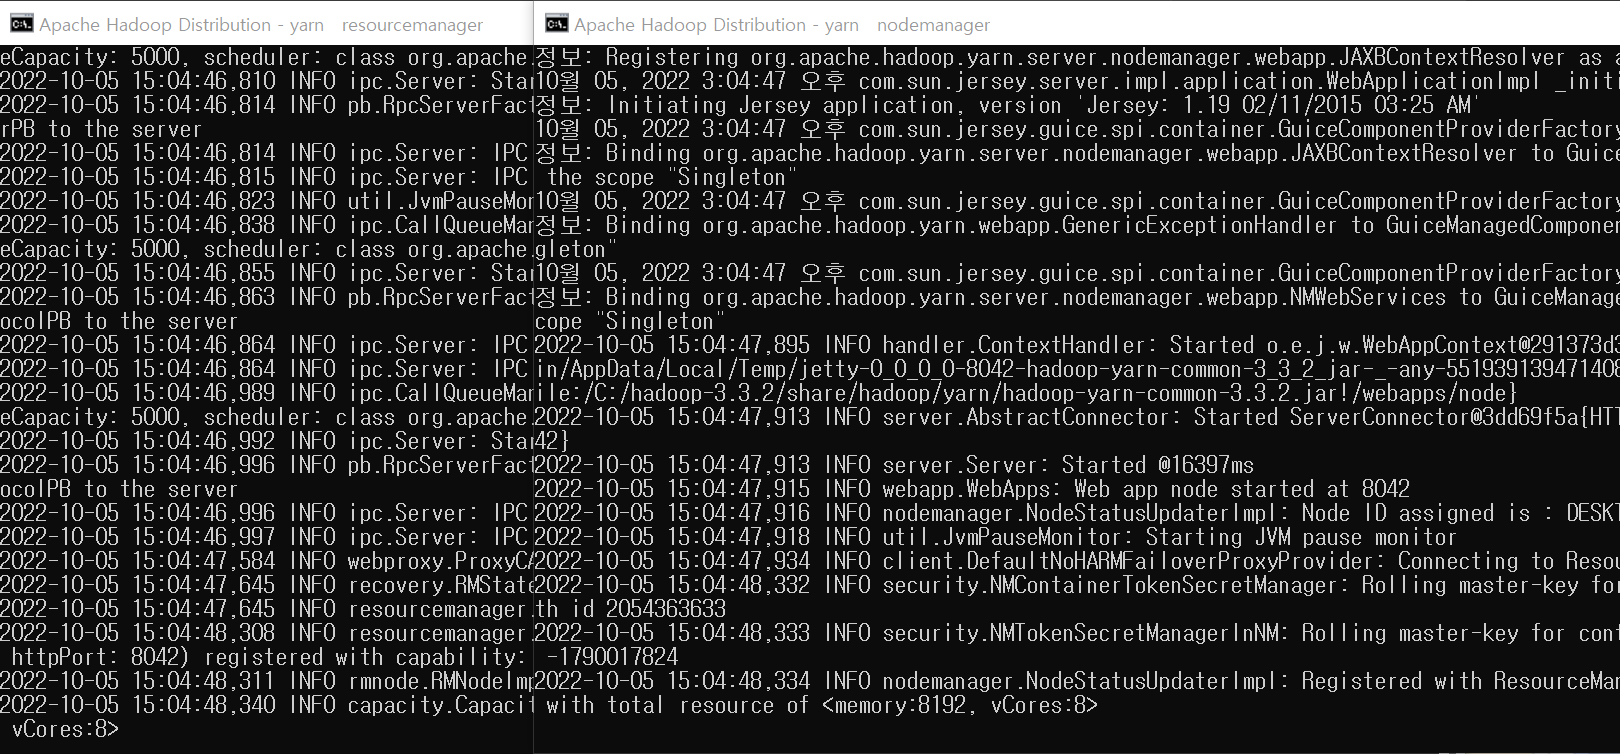 Apache Hadoop Distribution - yarn   resourcemanager
eCapacity: 5000, scheduler: class org.apache.
2022-10-05 15:04:46,810 INFO ipc.Server: Star
2022-10-05 15:04:46,814 INFO pb.RpcServerFact
rPB to the server
2022-10-05 15:04:46,814 INFO ipc.Server: IPC
2022-10-05 15:04:46,815 INFO ipc.Server: IPC
2022-10-05 15:04:46,823 INFO util.JvmPauseMon
2022-10-05 15:04:46,838 INFO ipc.CallQueueMan
eCapacity: 5000, scheduler: class org.apache.
2022-10-05 15:04:46,855 INFO ipc.Server: Star
2022-10-05 15:04:46,863 INFO pb.RpcServerFact
ocolPB to the server
2022-10-05 15:04:46,864 INFO ipc.Server: IPC
2022-10-05 15:04:46,864 INFO ipc.Server: IPC
2022-10-05 15:04:46,989 INFO ipc.CallQueueMan
eCapacity: 5000, scheduler: class org.apache.
2022-10-05 15:04:46,992 INFO ipc.Server: Star
2022-10-05 15:04:46,996 INFO pb.RpcServerFact
ocolPB to the server
2022-10-05 15:04:46,996 INFO ipc.Server: IPC
2022-10-05 15:04:46,997 INFO ipc.Server: IPC
2022-10-05 15:04:47,584 INFO webproxy.ProxyCA
2022-10-05 15:04:47,645 INFO recovery.RMState
2022-10-05 15:04:47,645 INFO resourcemanager.
2022-10-05 15:04:48,308 INFO resourcemanager.
httpPort: 8042) registered with capability:
2022-10-05 15:04:48,311 INFO rmnode.RMNodeImp
2022-10-05 15:04:48,340 INFO capacity.Capacit
vCores:8>
Apache Hadoop Distribution - yarn   nodemanager
정보: Registering org.apache.hadoop.yarn.server.nodemanager.webapp.JAXBContextResolver as a
10월 05, 2022 3:04:47 오후 com.sun.jersey.server.impl.application.WebApplicationImpl _initi
정보: Initiating Jersey application, version 'Jersey: 1.19 02/11/2015 03:25 AM'
10월 05, 2022 3:04:47 오후 com.sun.jersey.guice.spi.container.GuiceComponentProviderFactory
정보: Binding org.apache.hadoop.yarn.server.nodemanager.webapp.JAXBContextResolver to Guice
the scope "Singleton"
10월 05, 2022 3:04:47 오후 com.sun.jersey.guice.spi.container.GuiceComponentProviderFactory
정보: Binding org.apache.hadoop.yarn.webapp.GenericExceptionHandler to GuiceManagedComponen
gleton"
10월 05, 2022 3:04:47 오후 com.sun.jersey.guice.spi.container.GuiceComponentProviderFactory
정보: Binding org.apache.hadoop.yarn.server.nodemanager.webapp.NMWebServices to GuiceManage
cope "Singleton"
2022-10-05 15:04:47,895 INFO handler.ContextHandler: Started o.e.j.w.WebAppContext@291373d3
in/AppData/Local/Temp/jetty-0_0_0_0-8042-hadoop-yarn-common-3_3_2_jar-_-any-551939139471408
ile:/C:/hadoop-3.3.2/share/hadoop/yarn/hadoop-yarn-common-3.3.2.jar!/webapps/node}
2022-10-05 15:04:47,913 INFO server.AbstractConnector: Started ServerConnector@3dd69f5a{HTT
42}
2022-10-05 15:04:47,913 INFO server.Server: Started @16397ms
2022-10-05 15:04:47,915 INFO webapp.WebApps: Web app node started at 8042
2022-10-05 15:04:47,916 INFO nodemanager.NodeStatusUpdaterImpl: Node ID assigned is : DESKT
2022-10-05 15:04:47,918 INFO util.JvmPauseMonitor: Starting JVM pause monitor
2022-10-05 15:04:47,934 INFO client.DefaultNoHARMFailoverProxyProvider: Connecting to Resou
2022-10-05 15:04:48,332 INFO security.NMContainerTokenSecretManager: Rolling master-key for
th id 2054363633
2022-10-05 15:04:48,333 INFO security.NMTokenSecretManagerInNM: Rolling master-key for cont
-1790017824
2022-10-05 15:04:48,334 INFO nodemanager.NodeStatusUpdaterImpl: Registered with ResourceMan
with total resource of <memory:8192, vCores:8>